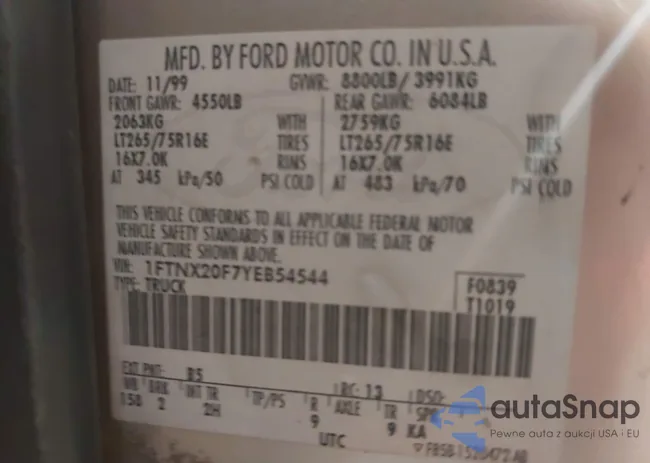 MFD. BY FORD MOTOR CO. IN U.S.A.
DATE: 11/99 GVWR: 8800LB/ 3991KG
FRONT GAWR: 4550LB REAR GAWR: 6084LB
2063KG WITH 2759KG WITH
LT265/75R16E TIRES LT265/75R16E TIRES
16X7.0K RIMS 16X7.0K RIMS
AT 345 kPa/50 PSI COLD AT 483 kPa/70 PSI COLD
THIS VEHICLE CONFORMS TO ALL APPLICABLE FEDERAL MOTOR
VEHICLE SAFETY STANDARDS IN EFFECT ON THE DATE OF
MANUFACTURE SHOWN ABOVE.
VIN: 1FTNX20F7YEB54544 F0839
TYPE: TRUCK T1019
EXT PNT: B5 RC: 13 DSO:
WB BRK INT TR TP/PS R AXLE TR SPR
158 2 2H 9 9 KA
UTC
autaSnap
Pewne auta z aukcji USA i EU